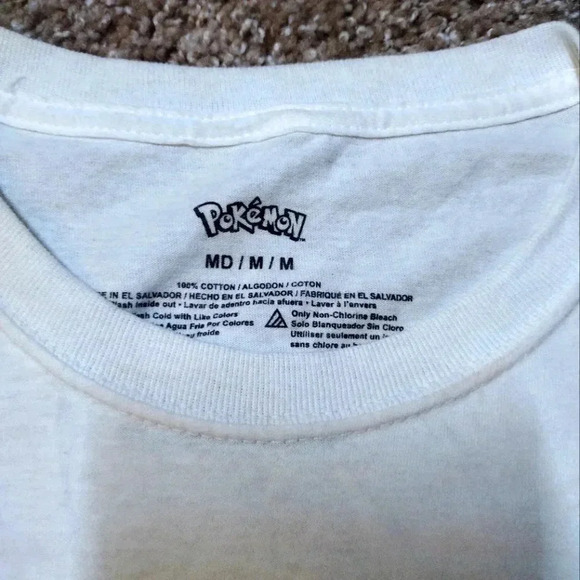 POKéMON
MD / M / M
100% COTTON / ALGODON / COTON
IN EL SALVADOR / HECHO EN EL SALVADOR / FABRIQUÉ EN EL SALVADOR
inside out • Lavar de adentro hacia afuera • Laver à l'envers
Cold with Like Colors
Agua Fria Por Colores
froide
Only Non-Chlorine Bleach
Solo Blanqueador Sin Cloro
Utiliser seulement un
sans chlore au